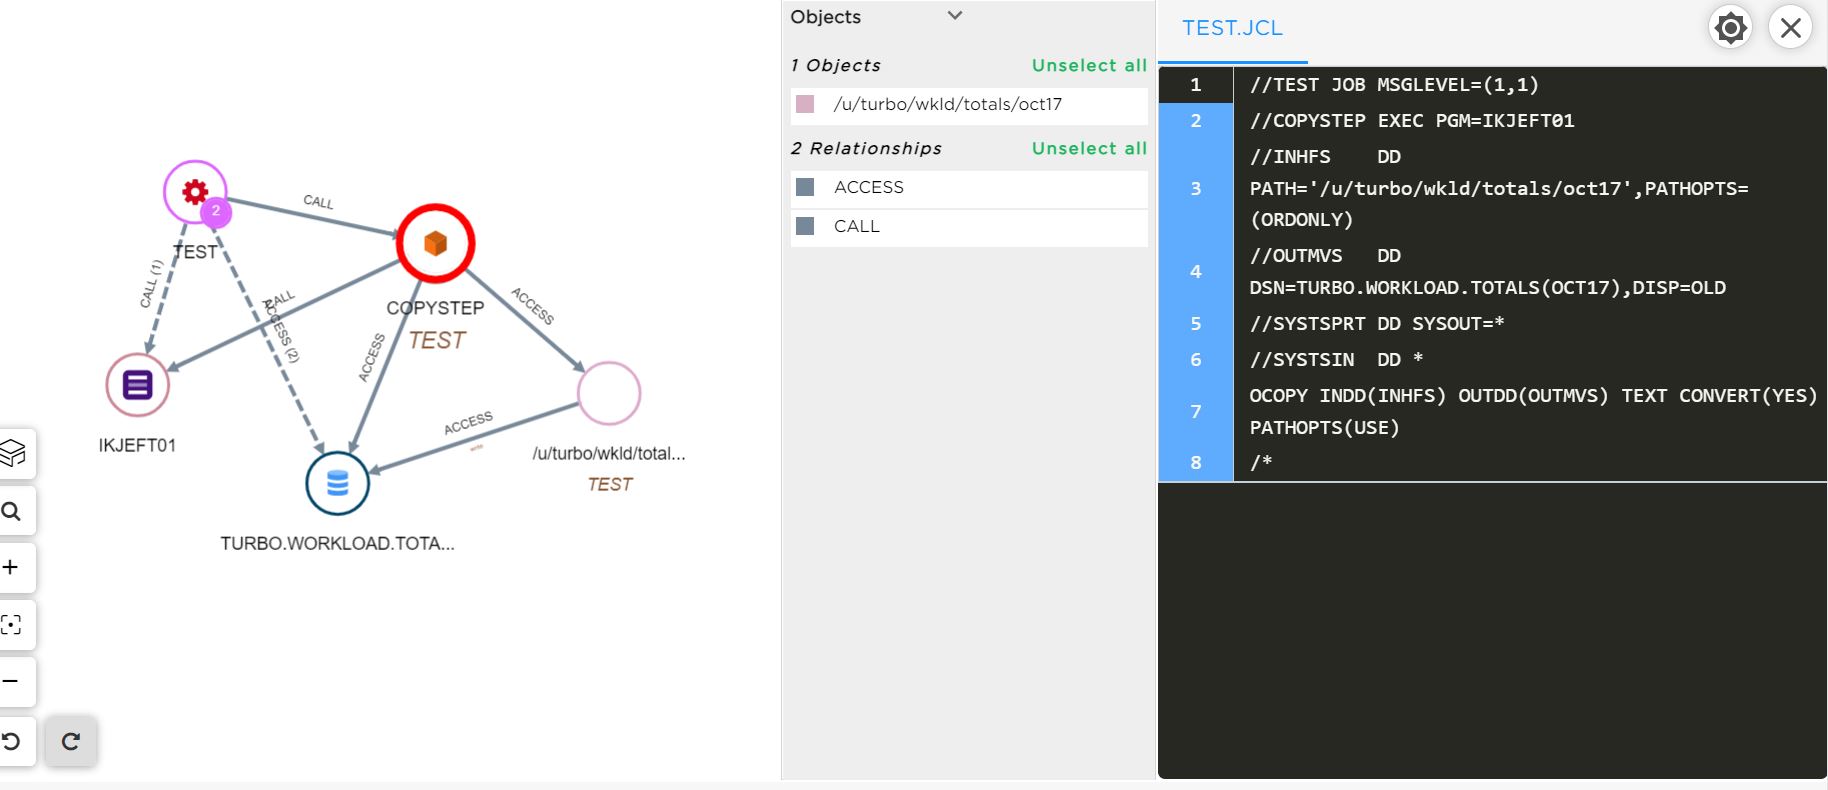 CALL
2
TEST
CALL (1)
CALL
ACCESS (2)
ACCESS
COPYSTEP
TEST
ACCESS
IKJEFT01
ACCESS
write
/u/turbo/wkld/total...
TEST
TURBO.WORKLOAD.TOTA...
Objects
1 Objects Unselect all
/u/turbo/wkld/totals/oct17
2 Relationships Unselect all
ACCESS
CALL
TEST.JCL
1 //TEST JOB MSGLEVEL=(1,1)
2 //COPYSTEP EXEC PGM=IKJEFT01
3 //INHFS DD
PATH='/u/turbo/wkld/totals/oct17',PATHOPTS=
(ORDONLY)
4 //OUTMVS DD
DSN=TURBO.WORKLOAD.TOTALS(OCT17),DISP=OLD
5 //SYSTSPRT DD SYSOUT=*
6 //SYSTSIN DD *
7 OCOPY INDD(INHFS) OUTDD(OUTMVS) TEXT CONVERT(YES)
PATHOPTS(USE)
8 /*